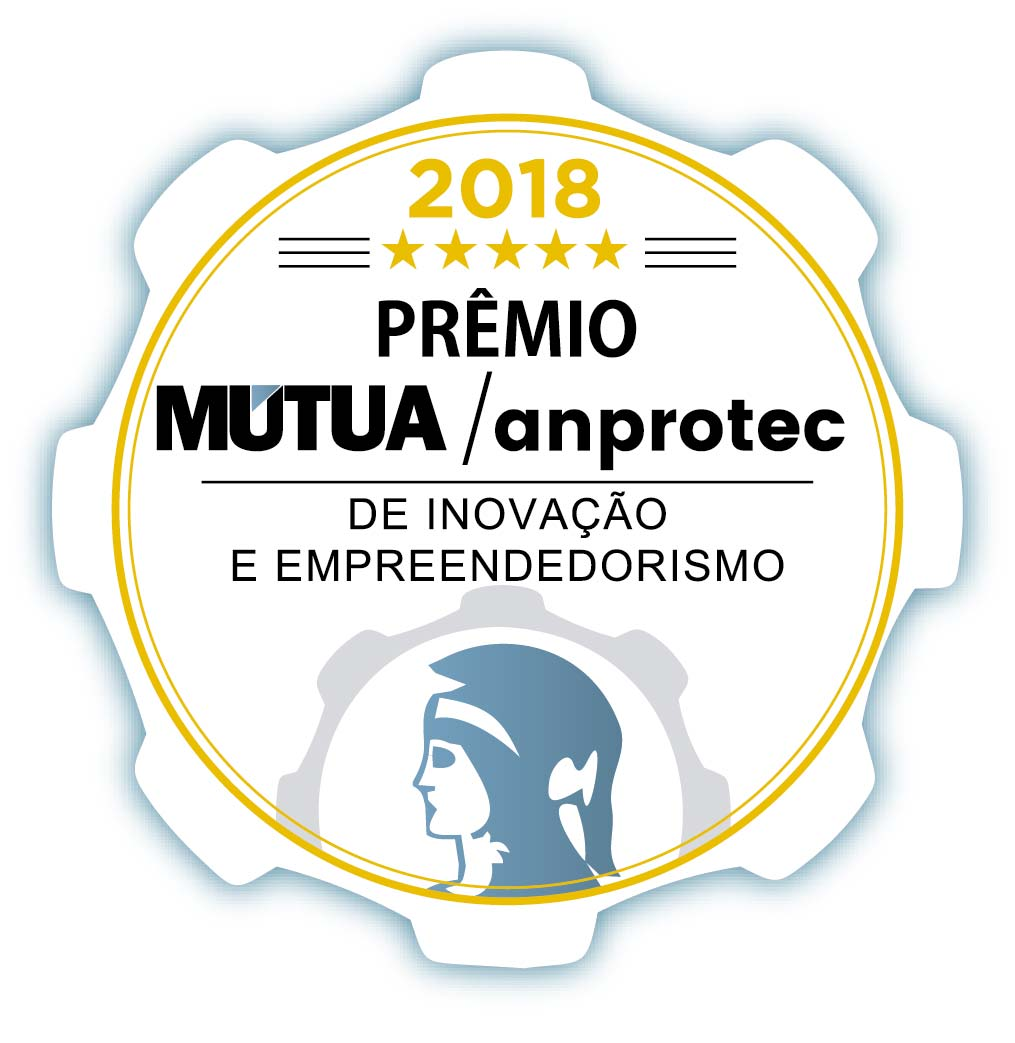 2018
PRÊMIO
MÚTUA/anprotec
DE INOVAÇÃO
E EMPREENDEDORISMO